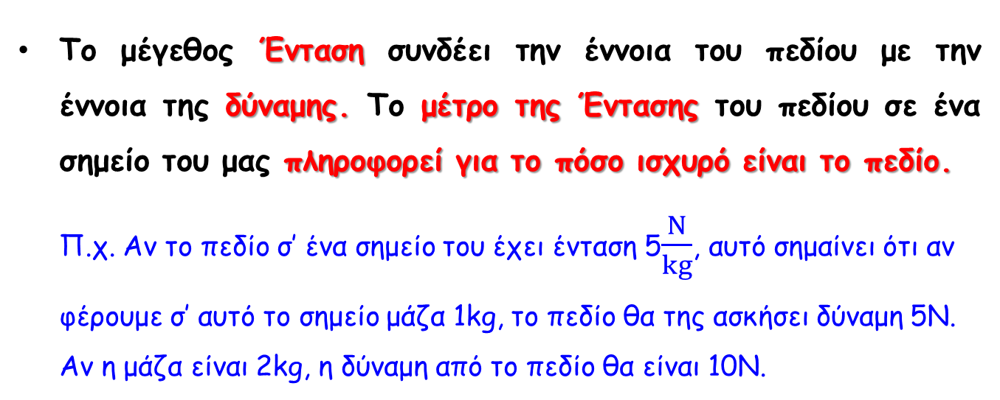 • Το μέγεθος Ένταση συνδέει την έννοια του πεδίου με την
έννοια της δύναμης. Το μέτρο της Έντασης του πεδίου σε ένα
σημείο του μας πληροφορεί για το πόσο ισχυρό είναι το πεδίο.
Π.χ. Αν το πεδίο σ’ ένα σημείο του έχει ένταση 5 N/kg, αυτό σημαίνει ότι αν
φέρουμε σ’ αυτό το σημείο μάζα 1kg, το πεδίο θα της ασκήσει δύναμη 5N.
Αν η μάζα είναι 2kg, η δύναμη από το πεδίο θα είναι 10N.